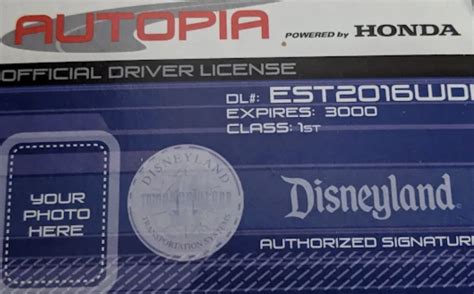 AUTOPIA POWERED by HONDA
OFFICIAL DRIVER LICENSE
DL#: EST2016WD
EXPIRES: 3000
CLASS: 1ST
YOUR
PHOTO
HERE
DISNEYLAND
TRANSPORTATION SYSTEMS
Disneyland
AUTHORIZED SIGNATURE